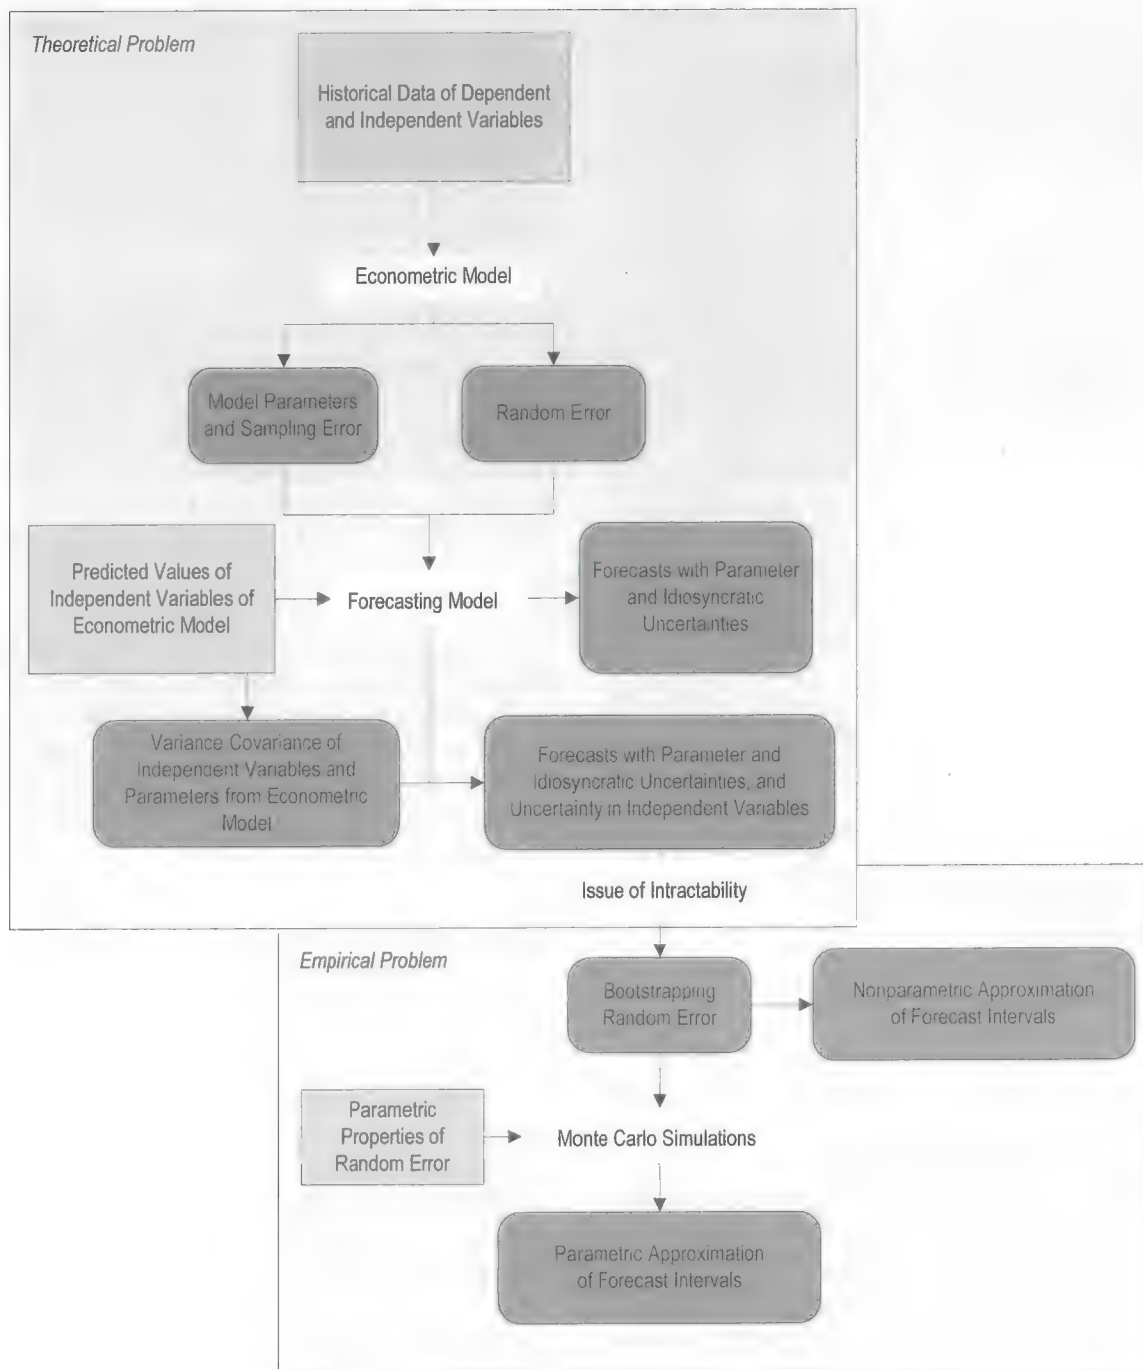 Theoretical Problem
Historical Data of Dependent
and Independent Variables
Econometric Model
Model Parameters
and Sampling Error
Random Error
Predicted Values of
Independent Variables of
Econometric Model
Forecasting Model
Forecasts with Parameter
and Idiosyncratic
Uncertainties
Variance Covariance of
Independent Variables and
Parameters from Econometric
Model
Forecasts with Parameter and
Idiosyncratic Uncertainties, and
Uncertainty in Independent Variables
Issue of Intractability
Empirical Problem
Bootstrapping
Random Error
Nonparametric Approximation
of Forecast Intervals
Parametric
Properties of
Random Error
Monte Carlo Simulations
Parametric Approximation
of Forecast Intervals